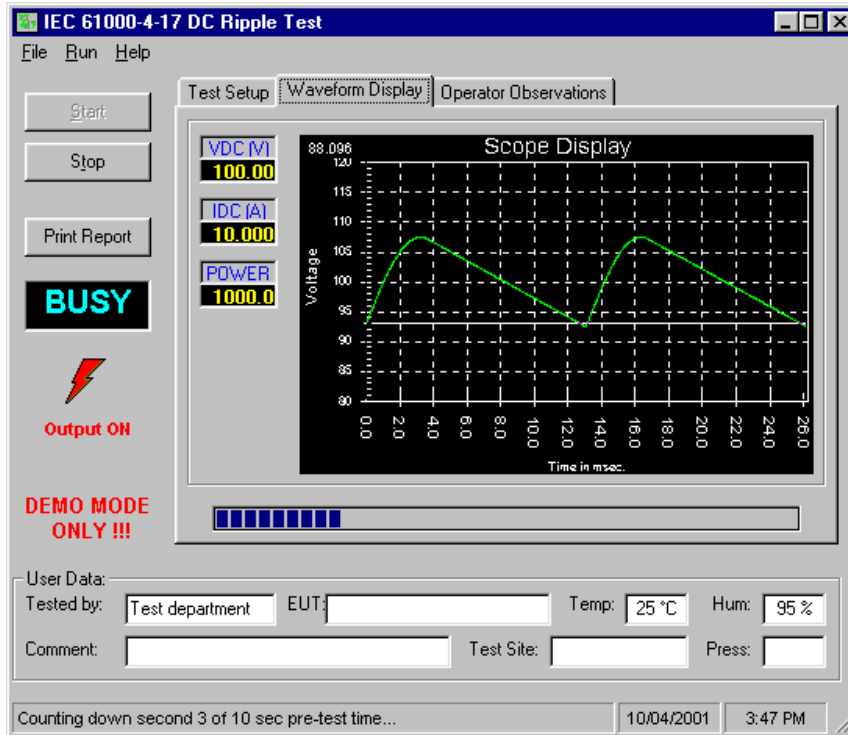 IEC 61000-4-17 DC Ripple Test
File Run Help
Start
Stop
Print Report
BUSY
Output ON
DEMO MODE
ONLY !!!
Test Setup Waveform Display Operator Observations
VDC (V)
100.00
IDC (A)
10.000
POWER
1000.0
88.096 Scope Display
120
115
110
105
100
95
90
85
80
Voltage
0.0 2.0 4.0 6.0 8.0 10.0 12.0 14.0 16.0 18.0 20.0 22.0 24.0 26.0
Time in msec.
User Data:
Tested by: Test department EUT: Temp: 25 °C Hum: 95 %
Comment: Test Site: Press:
Counting down second 3 of 10 sec pre-test time... 10/04/2001 3:47 PM